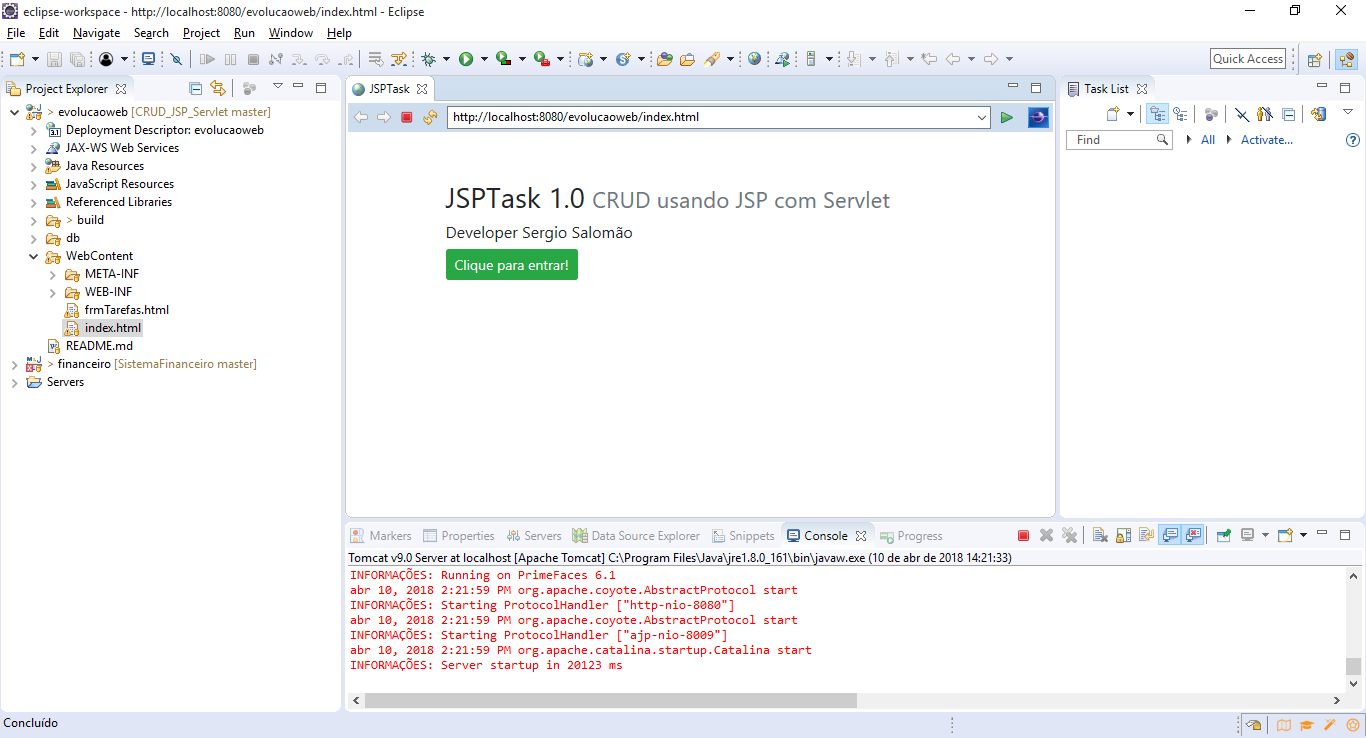 eclipse-workspace - http://localhost:8080/evolucaoweb/index.html - Eclipse
File Edit Navigate Search Project Run Window Help
Quick Access
Project Explorer
> evolucaoweb [CRUD_JSP_Servlet master]
Deployment Descriptor: evolucaoweb
JAX-WS Web Services
Java Resources
JavaScript Resources
Referenced Libraries
> build
db
WebContent
META-INF
WEB-INF
frmTarefas.html
index.html
README.md
> financeiro [SistemaFinanceiro master]
Servers
JSPTask
http://localhost:8080/evolucaoweb/index.html
JSPTask 1.0 CRUD usando JSP com Servlet
Developer Sergio Salomão
Clique para entrar!
Task List
Find All Activate...
Markers Properties Servers Data Source Explorer Snippets Console Progress
Tomcat v9.0 Server at localhost [Apache Tomcat] C:\Program Files\Java\jre1.8.0_161\bin\javaw.exe (10 de abr de 2018 14:21:33)
INFORMAÇÕES: Running on PrimeFaces 6.1
abr 10, 2018 2:21:59 PM org.apache.coyote.AbstractProtocol start
INFORMAÇÕES: Starting ProtocolHandler ["http-nio-8080"]
abr 10, 2018 2:21:59 PM org.apache.coyote.AbstractProtocol start
INFORMAÇÕES: Starting ProtocolHandler ["ajp-nio-8009"]
abr 10, 2018 2:21:59 PM org.apache.catalina.startup.Catalina start
INFORMAÇÕES: Server startup in 20123 ms
Concluído